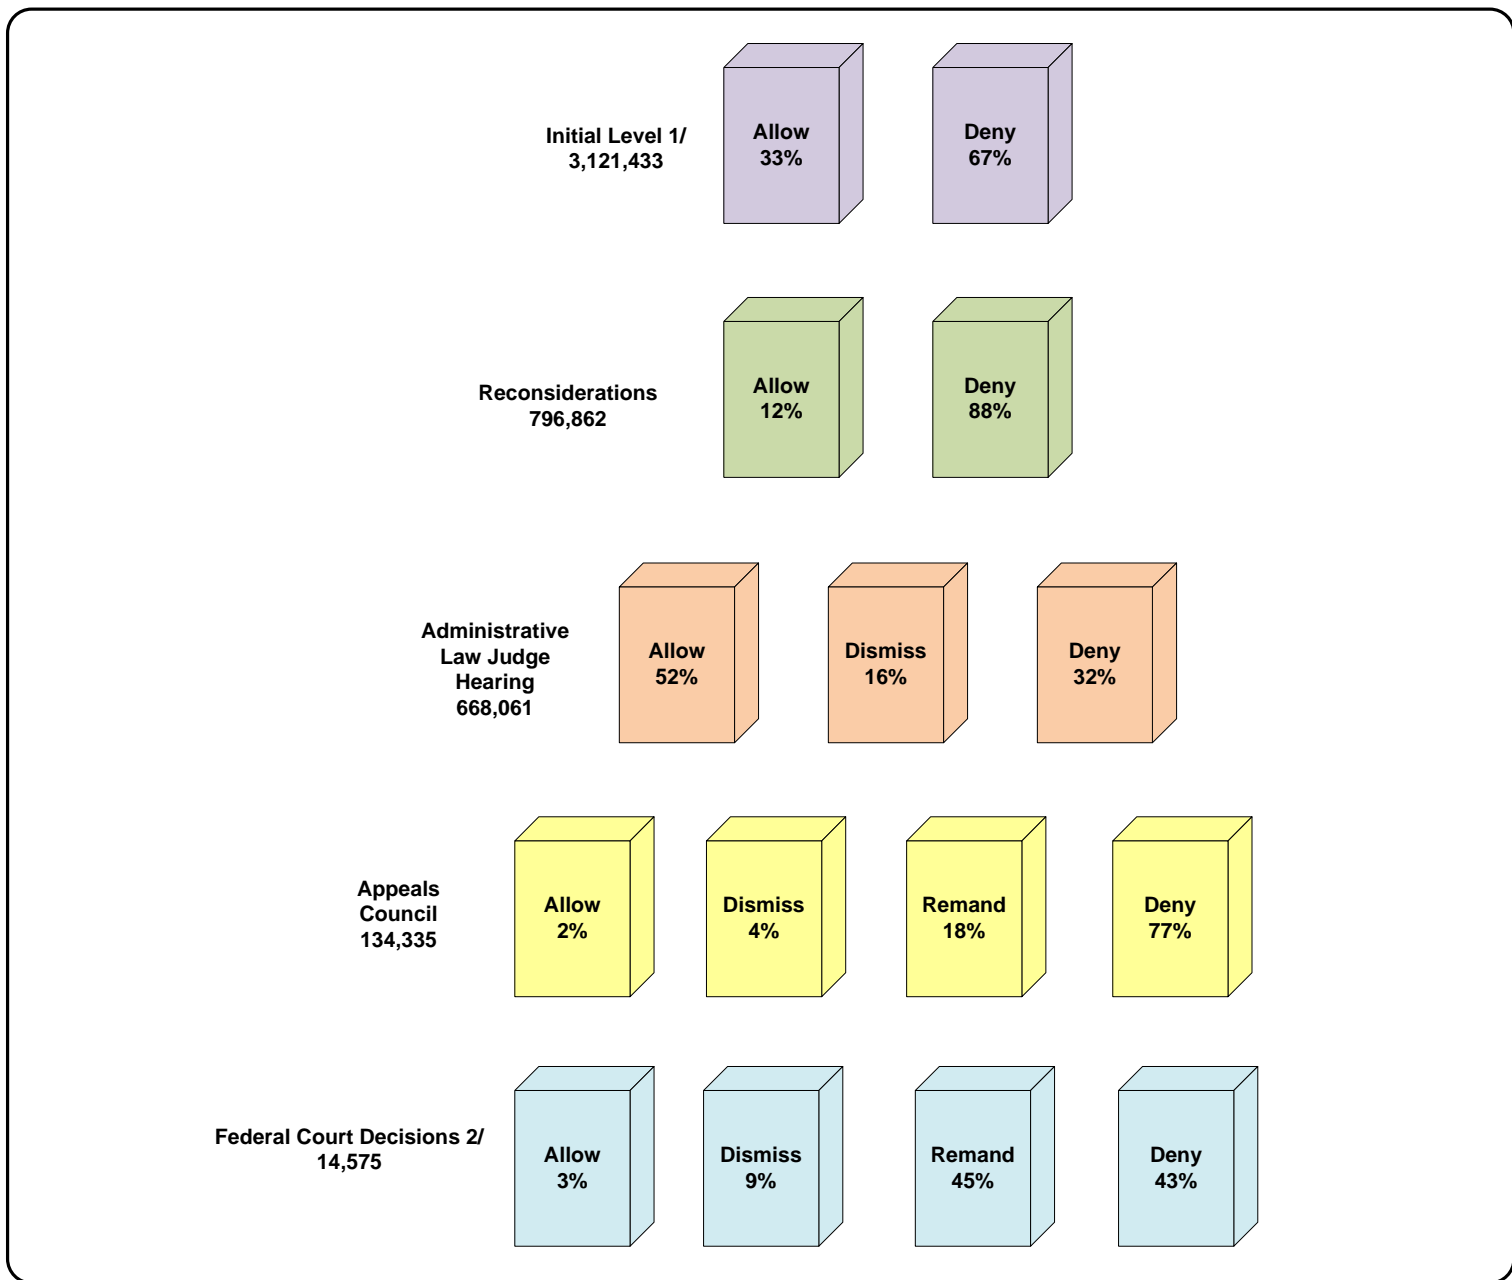 Initial Level 1/
3,121,433
Allow
33%
Deny
67%
Reconsiderations
796,862
Allow
12%
Deny
88%
Administrative
Law Judge
Hearing
668,061
Allow
52%
Dismiss
16%
Deny
32%
Appeals
Council
134,335
Allow
2%
Dismiss
4%
Remand
18%
Deny
77%
Federal Court Decisions 2/
14,575
Allow
3%
Dismiss
9%
Remand
45%
Deny
43%